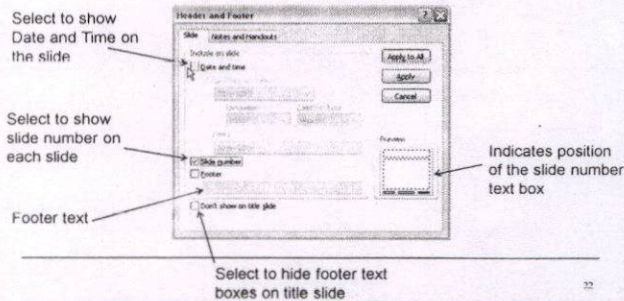 Select to show
Date and Time on
the slide
Header and Footer
Slide
Notes and Handouts
Include on slide
Date and time
Apply to All
Apply
Cancel
Select to show
slide number on
each slide
Preview
Slide number
Footer
Indicates position
of the slide number
text box
Footer text
Don't show on title slide
Select to hide footer text
boxes on title slide
22